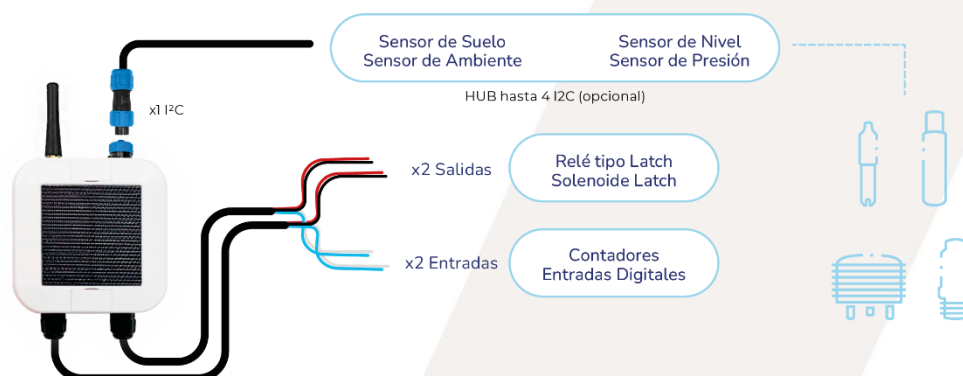 Sensor de Suelo
Sensor de Ambiente
Sensor de Nivel
Sensor de Presión
x1 I²C
HUB hasta 4 I2C (opcional)
x2 Salidas
Relé tipo Latch
Solenoide Latch
x2 Entradas
Contadores
Entradas Digitales